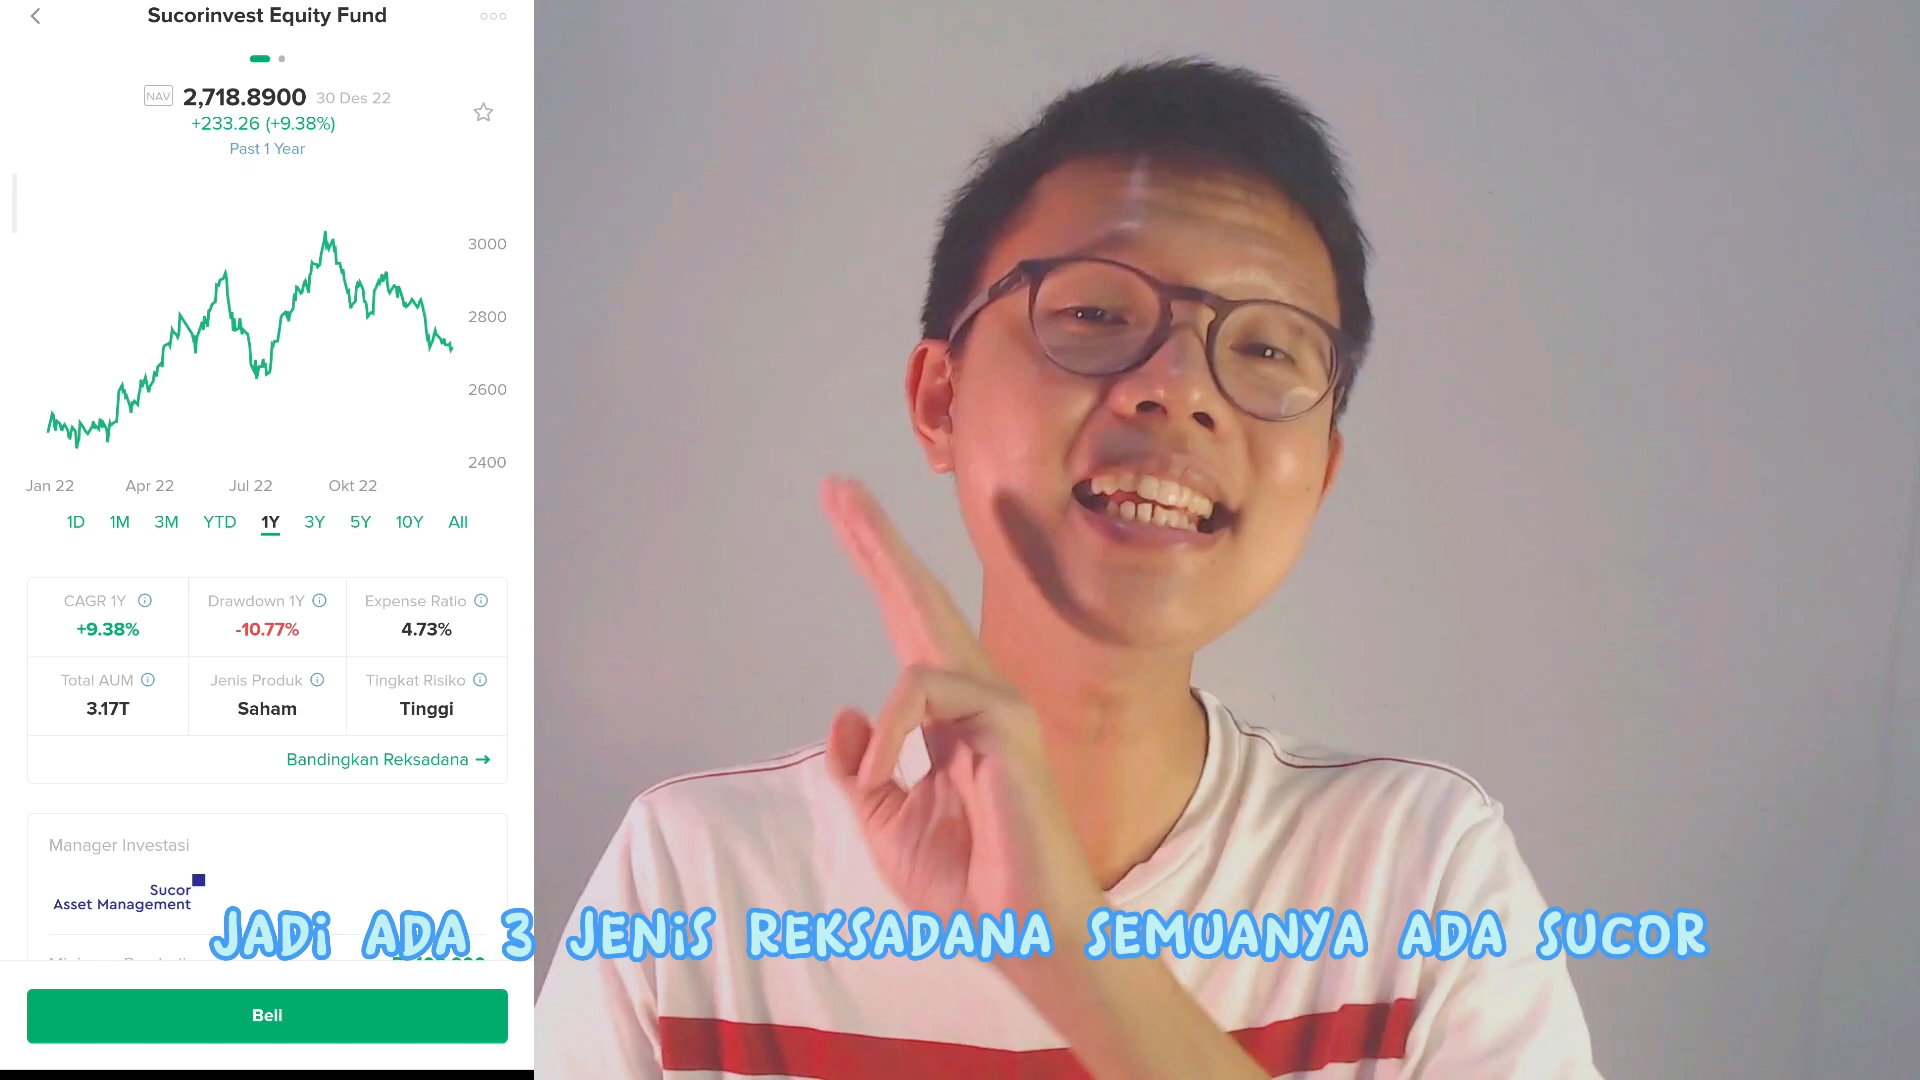 Sucorinvest Equity Fund
NAV 2,718.8900 30 Des 22
+233.26 (+9.38%)
Past 1 Year
3000
2800
2600
2400
Jan 22 Apr 22 Jul 22 Okt 22
1D 1M 3M YTD 1Y 3Y 5Y 10Y All
CAGR 1Y Drawdown 1Y Expense Ratio
+9.38% -10.77% 4.73%
Total AUM Jenis Produk Tingkat Risiko
3.17T Saham Tinggi
Bandingkan Reksadana →
Manager Investasi
Sucor
Asset Management
JADI ADA 3 JENIS REKSADANA SEMUANYA ADA SUCOR
Beli